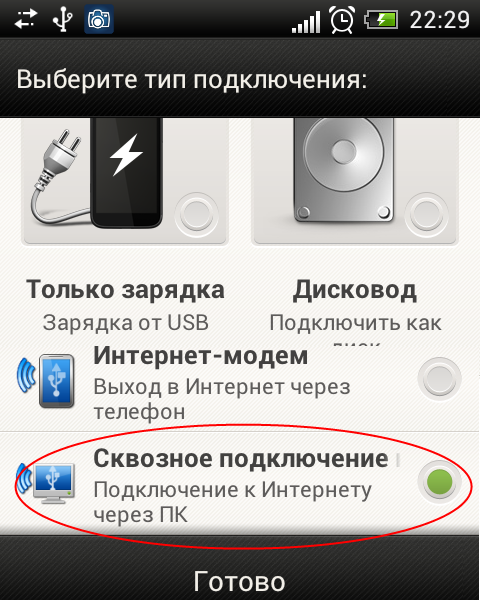 22:29
Выберите тип подключения:
Только зарядка
Дисковод
Зарядка от USB
Подключить как
диск
Интернет-модем
Выход в Интернет через
телефон
Сквозное подключение
Подключение к Интернету
через ПК
Готово